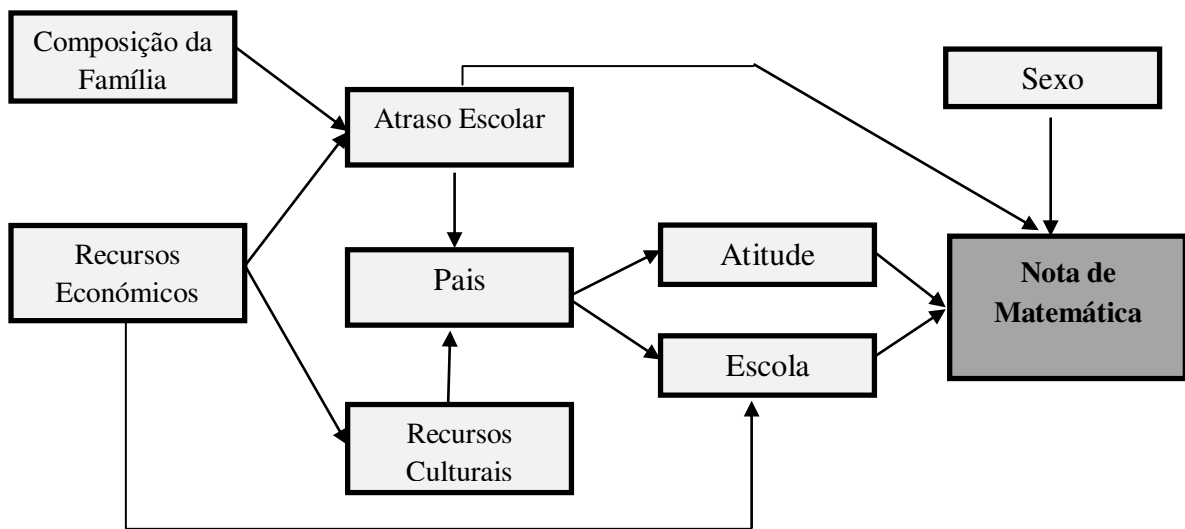 Composição da
Família
Atraso Escolar
Sexo
Recursos
Económicos
Pais
Atitude
Escola
Nota de
Matemática
Recursos
Culturais